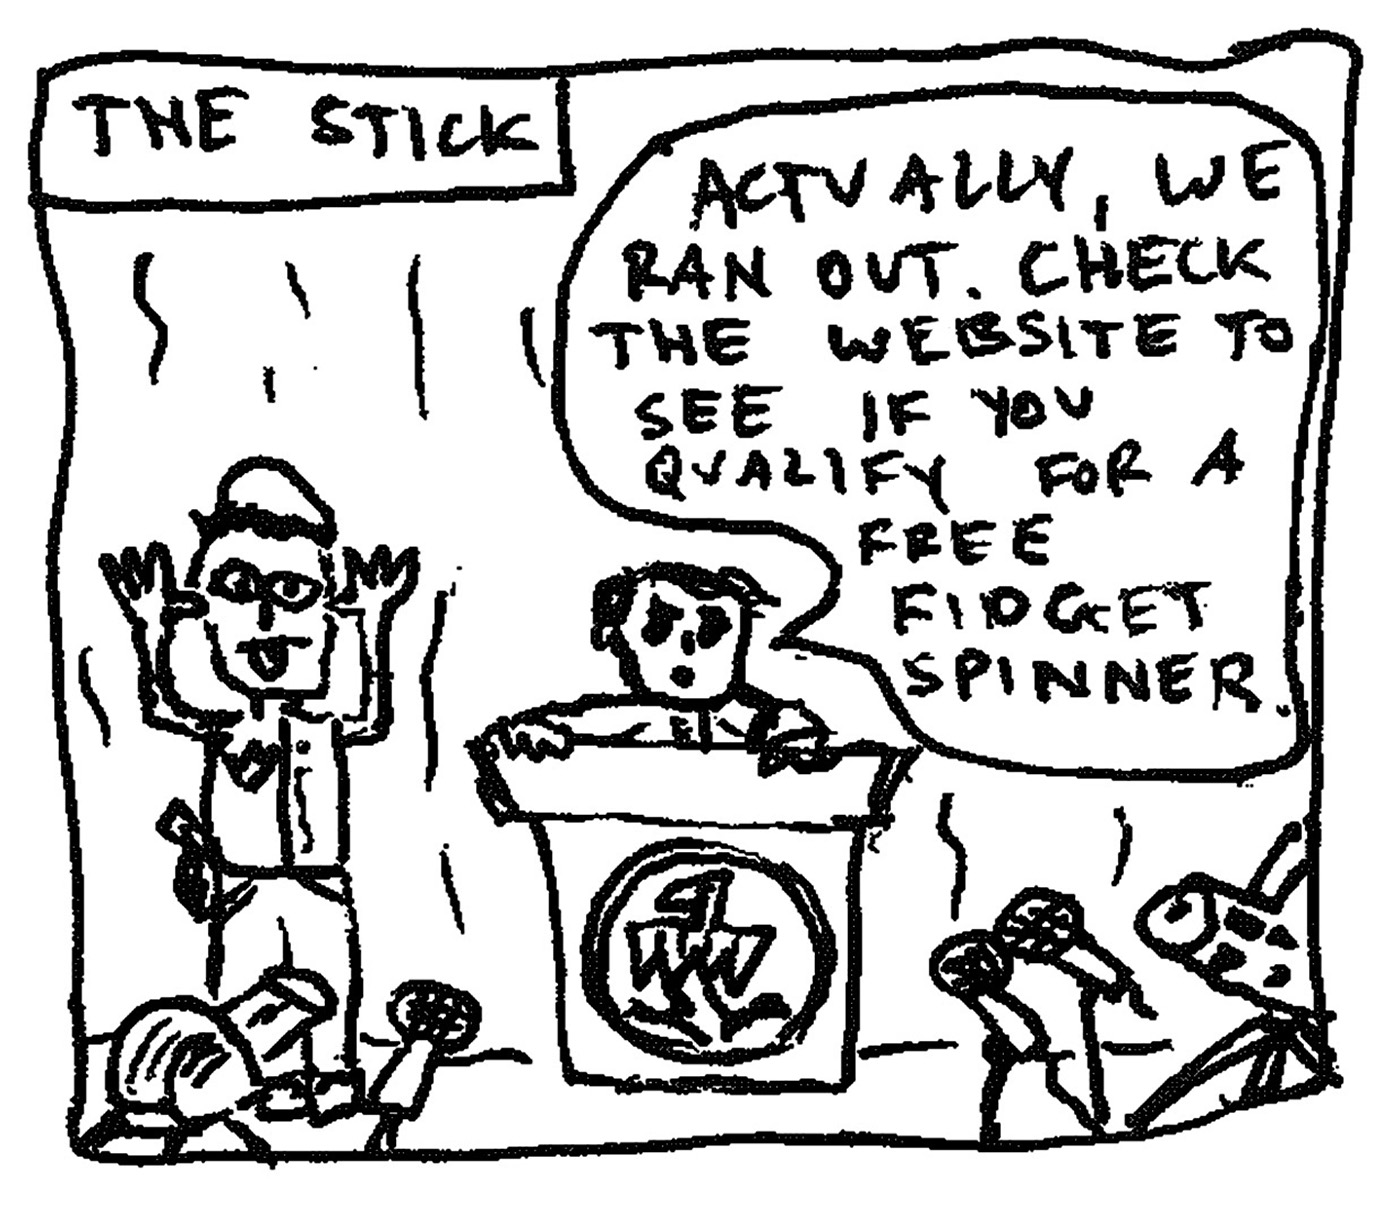 THE STICK
ACTUALLY, WE
RAN OUT. CHECK
THE WEBSITE TO
SEE IF YOU
QUALIFY FOR A
FREE
FIDGET
SPINNER.